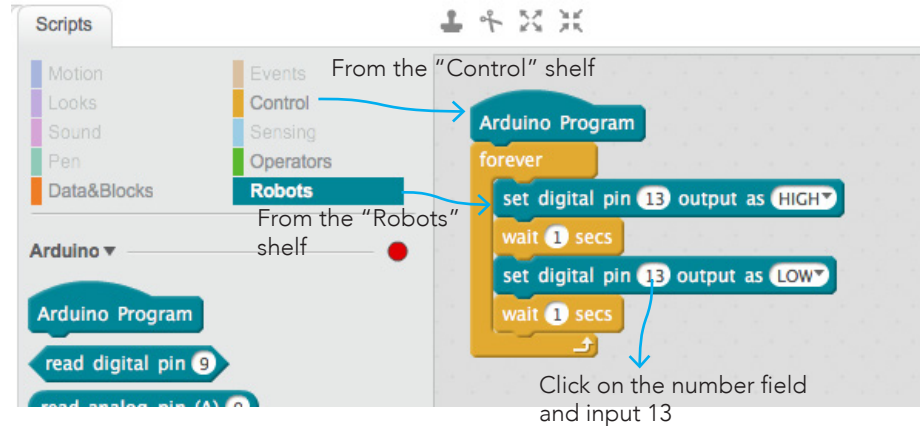 Scripts
Motion
Looks
Sound
Pen
Data&Blocks
Events
Control
Sensing
Operators
Robots
From the "Control" shelf
From the "Robots"
shelf
Arduino
Arduino Program
read digital pin 9
read analog pin (A)
Arduino Program
forever
set digital pin 13 output as HIGH
wait 1 secs
set digital pin 13 output as LOW
wait 1 secs
Click on the number field
and input 13